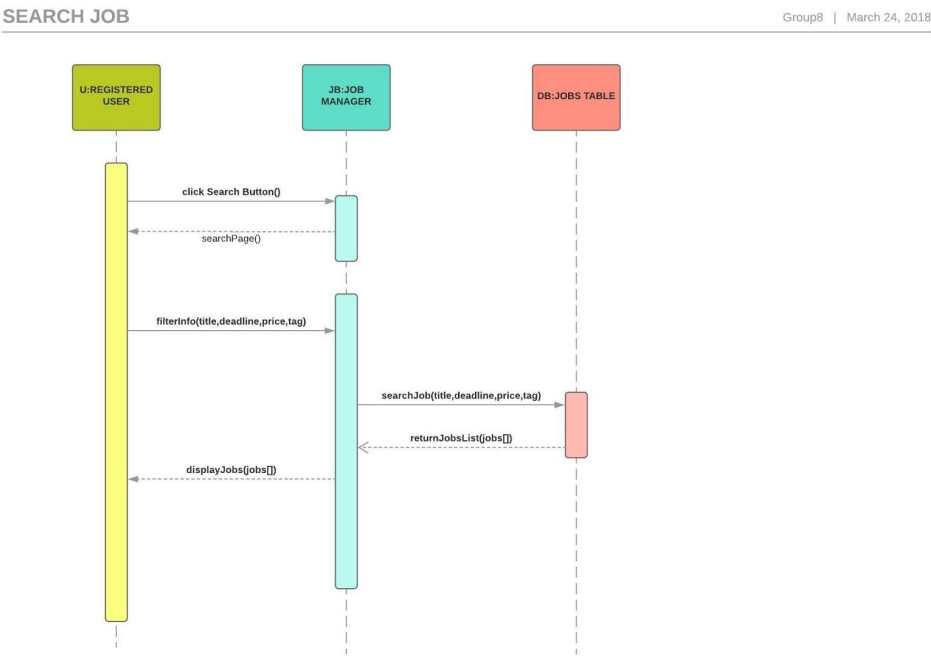 SEARCH JOB
Group8 | March 24, 2018
U:REGISTERED
USER
JB:JOB
MANAGER
DB:JOBS TABLE
click Search Button()
searchPage()
filterInfo(title,deadline,price,tag)
searchJob(title,deadline,price,tag)
returnJobsList(jobs[])
displayJobs(jobs[])